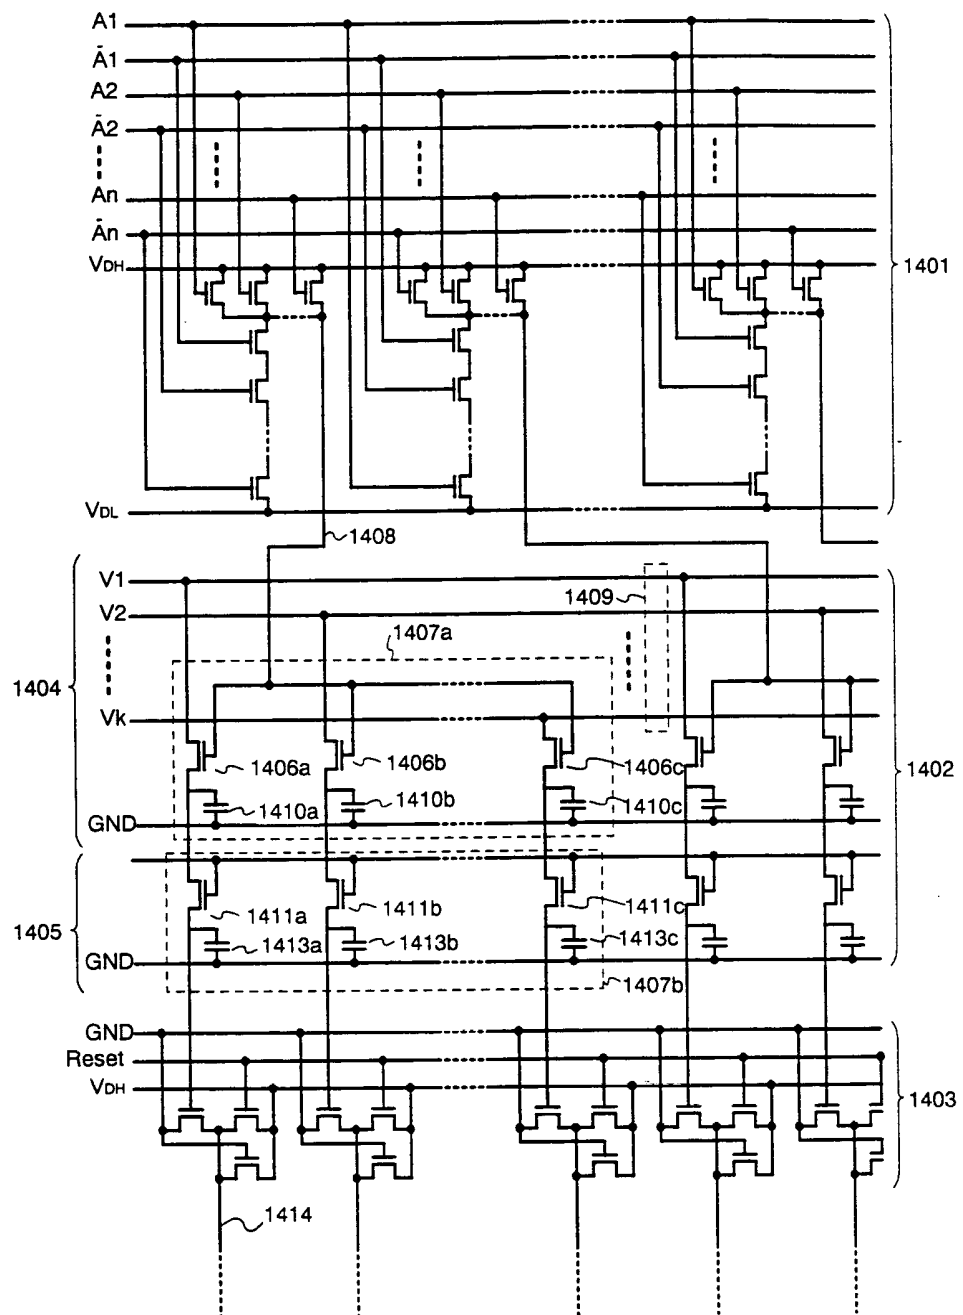 A1
Ā1
A2
Ā2
An
Ān
VDH
1401
VDL
1408
V1
1409
V2
1407a
1404
Vk
1406a
1406b
1406c
1402
1410a
1410b
1410c
GND
1411a
1411b
1411c
1405
1413a
1413b
1413c
GND
1407b
GND
Reset
VDH
1403
1414